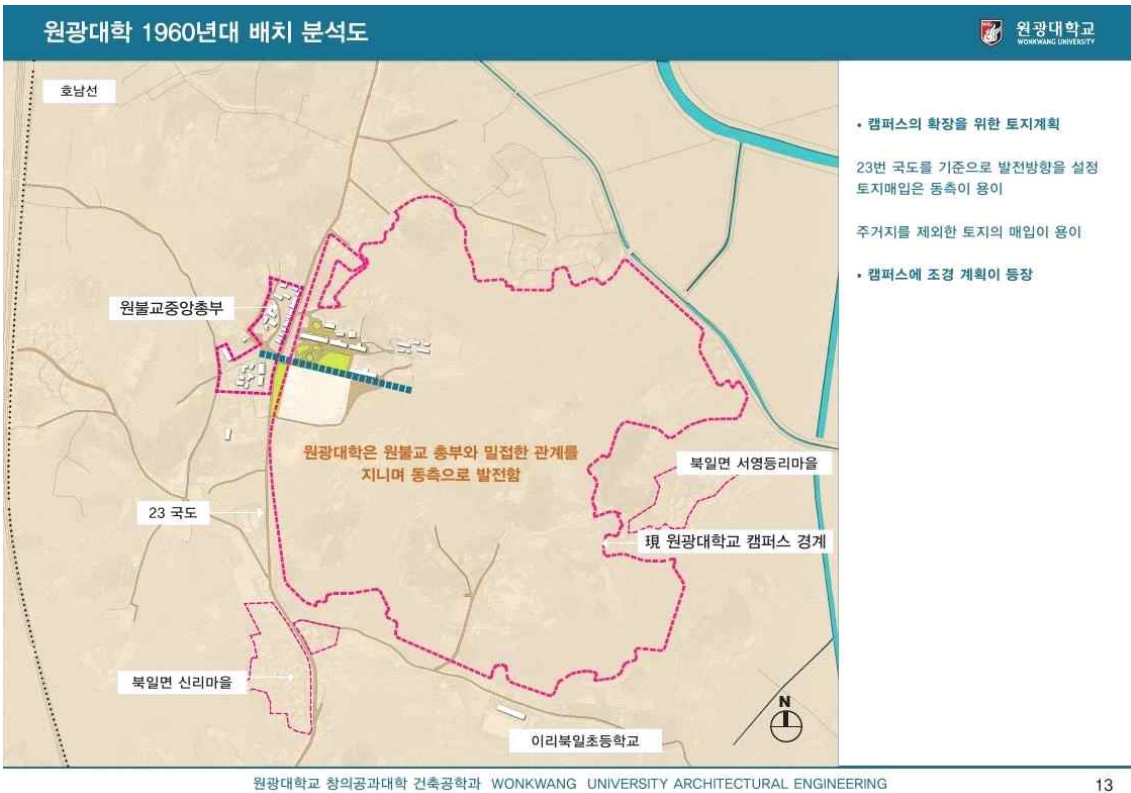 원광대학 1960년대 배치 분석도
원광대학교
WONKWANG UNIVERSITY
호남선
• 캠퍼스의 확장을 위한 토지계획
23번 국도를 기준으로 발전방향을 설정
토지매입은 동측이 용이
주거지를 제외한 토지의 매입이 용이
• 캠퍼스에 조경 계획이 등장
원불교중앙총부
원광대학은 원불교 총부와 밀접한 관계를
지니며 동측으로 발전함
북일면 서영등리마을
23 국도
現 원광대학교 캠퍼스 경계
북일면 신리마을
N
이리북일초등학교
원광대학교 창의공과대학 건축공학과 WONKWANG UNIVERSITY ARCHITECTURAL ENGINEERING
13